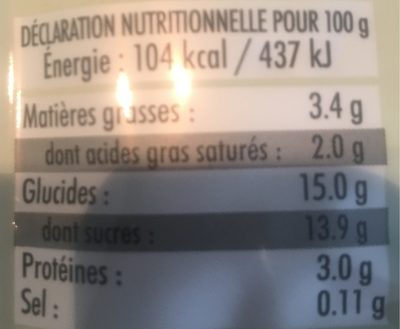 DÉCLARATION NUTRITIONNELLE POUR 100 g
Énergie : 104 kcal / 437 kJ
Matières grasses : 3.4 g
dont acides gras saturés : 2.0 g
Glucides : 15.0 g
dont sucres : 13.9 g
Protéines : 3.0 g
Sel : 0.11 g